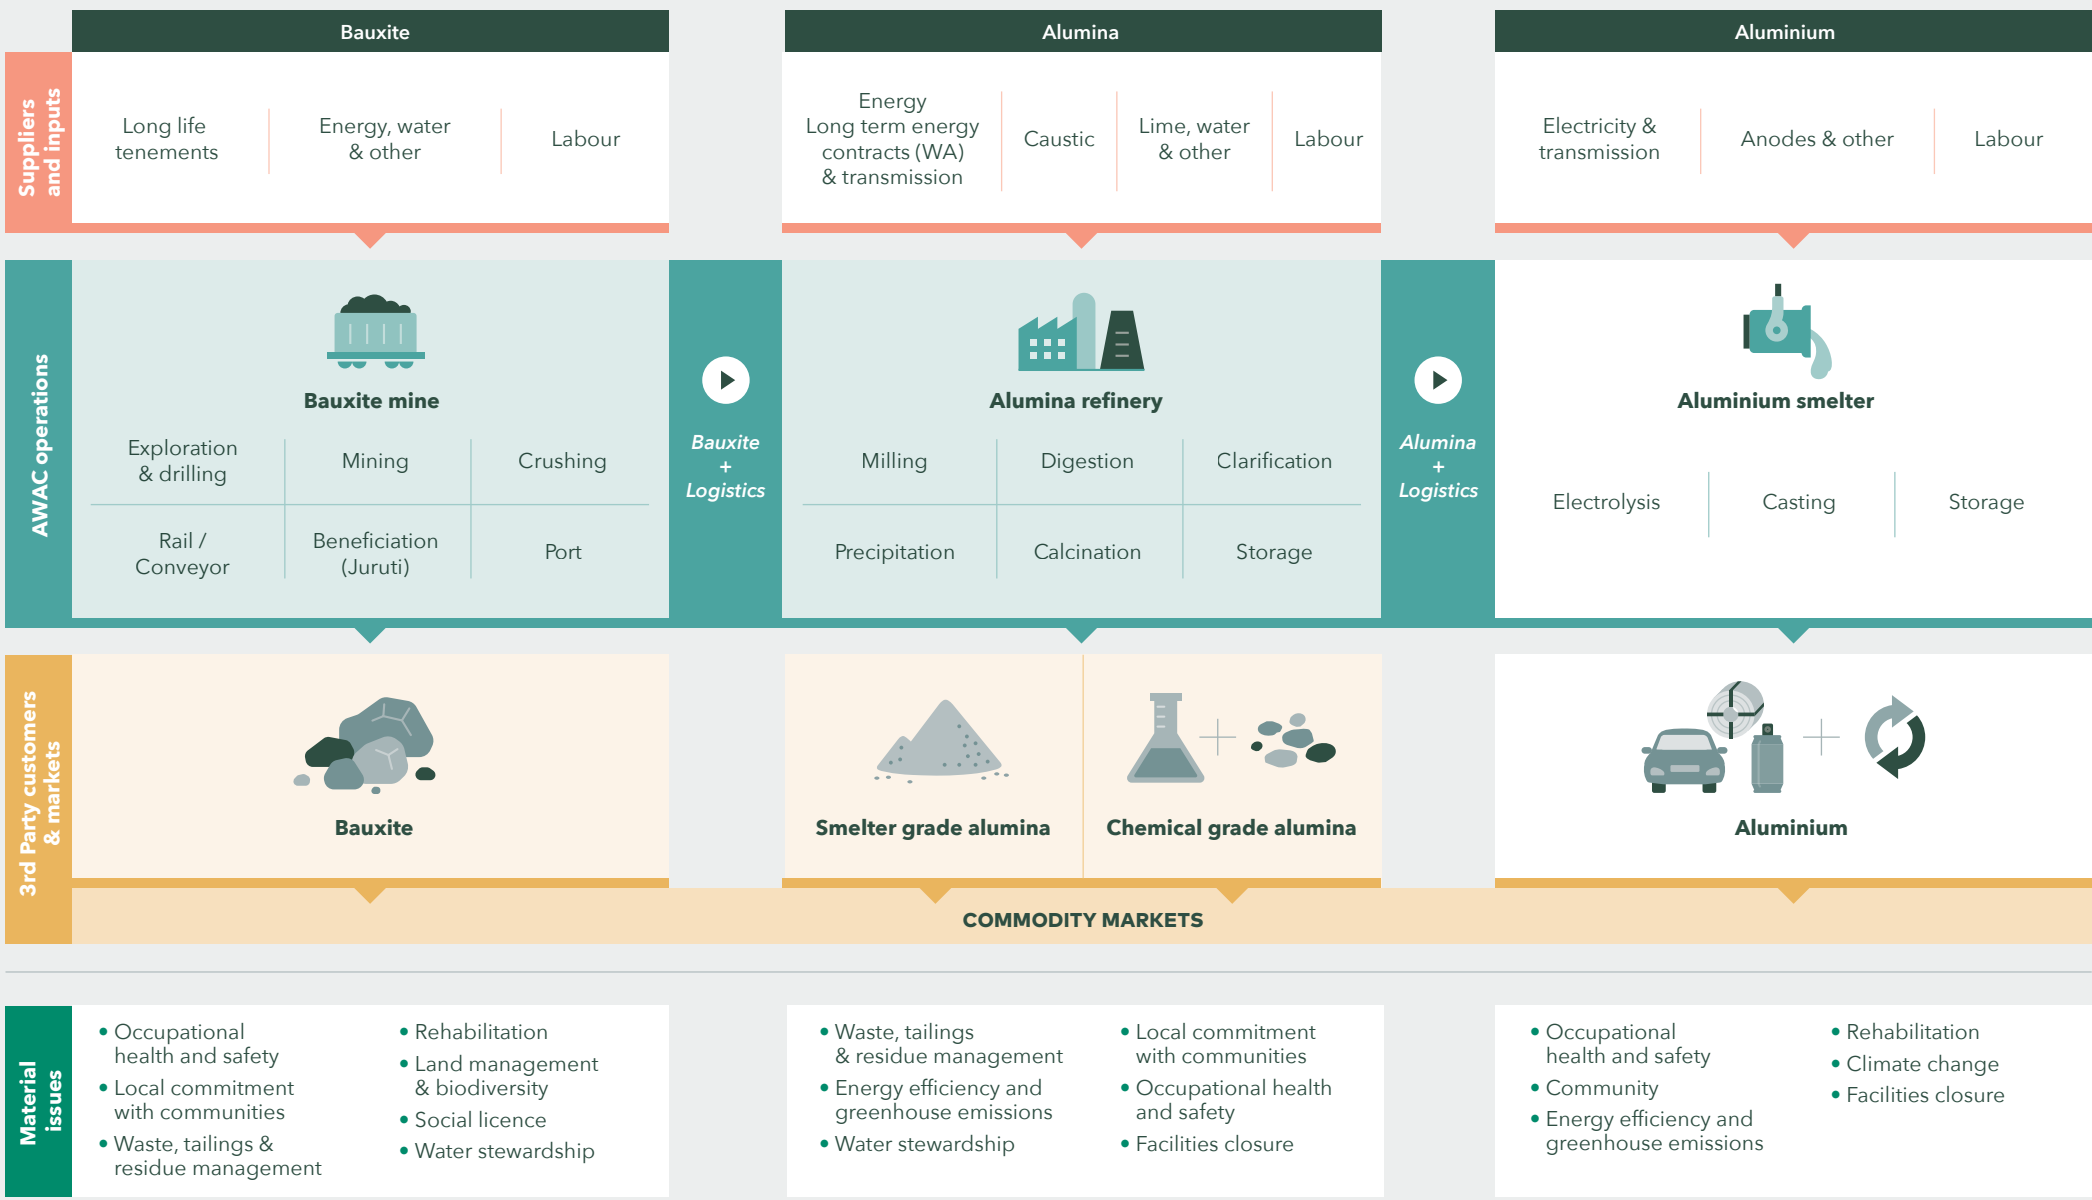 Bauxite
Alumina
Aluminium
Suppliers
and inputs
Long life
tenements
Energy, water
& other
Labour
Energy
Long term energy
contracts (WA)
& transmission
Caustic
Lime, water
& other
Labour
Electricity &
transmission
Anodes & other
Labour
AWAC operations
Bauxite mine
Exploration
& drilling
Mining
Crushing
Rail /
Conveyor
Beneficiation
(Juruti)
Port
Bauxite
+
Logistics
Alumina refinery
Milling
Digestion
Clarification
Precipitation
Calcination
Storage
Alumina
+
Logistics
Aluminium smelter
Electrolysis
Casting
Storage
3rd Party customers
& markets
Bauxite
Smelter grade alumina
Chemical grade alumina
Aluminium
COMMODITY MARKETS
Material
issues
• Occupational
health and safety
• Local commitment
with communities
• Waste, tailings &
residue management
• Rehabilitation
• Land management
& biodiversity
• Social licence
• Water stewardship
• Waste, tailings
& residue management
• Energy efficiency and
greenhouse emissions
• Water stewardship
• Local commitment
with communities
• Occupational health
and safety
• Facilities closure
• Occupational
health and safety
• Community
• Energy efficiency and
greenhouse emissions
• Rehabilitation
• Climate change
• Facilities closure